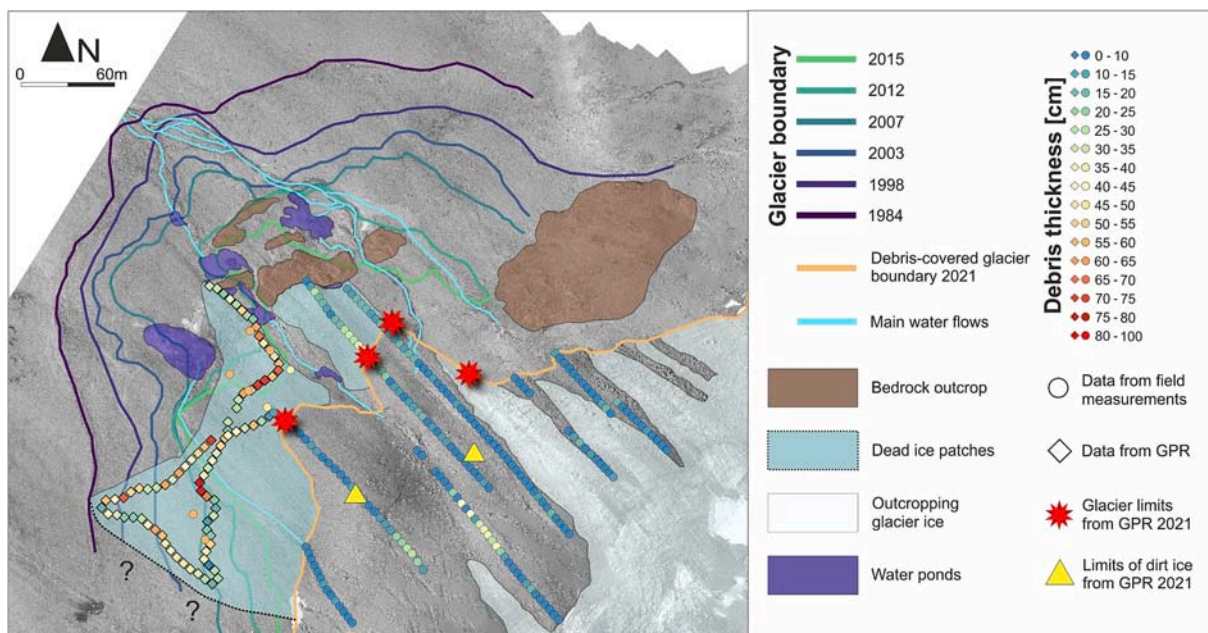 N
0 60m
?
?
Glacier boundary
2015
2012
2007
2003
1998
1984
Debris-covered glacier
boundary 2021
Main water flows
Bedrock outcrop
Dead ice patches
Outcropping
glacier ice
Water ponds
Debris thickness [cm]
0 - 10
10 - 15
15 - 20
20 - 25
25 - 30
30 - 35
35 - 40
40 - 45
45 - 50
50 - 55
55 - 60
60 - 65
65 - 70
70 - 75
75 - 80
80 - 100
Data from field
measurements
Data from GPR
Glacier limits
from GPR 2021
Limits of dirt ice
from GPR 2021